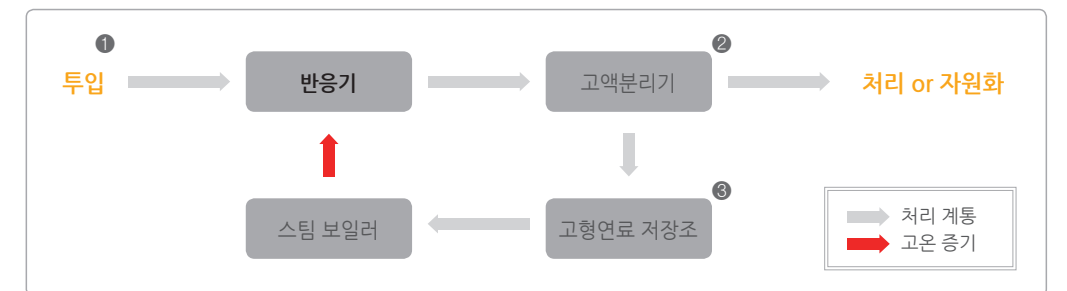 ❶
❷
투입
반응기
고액분리기
처리 or 자원화
❸
스팀 보일러
고형연료 저장조
처리 계통
고온 증기